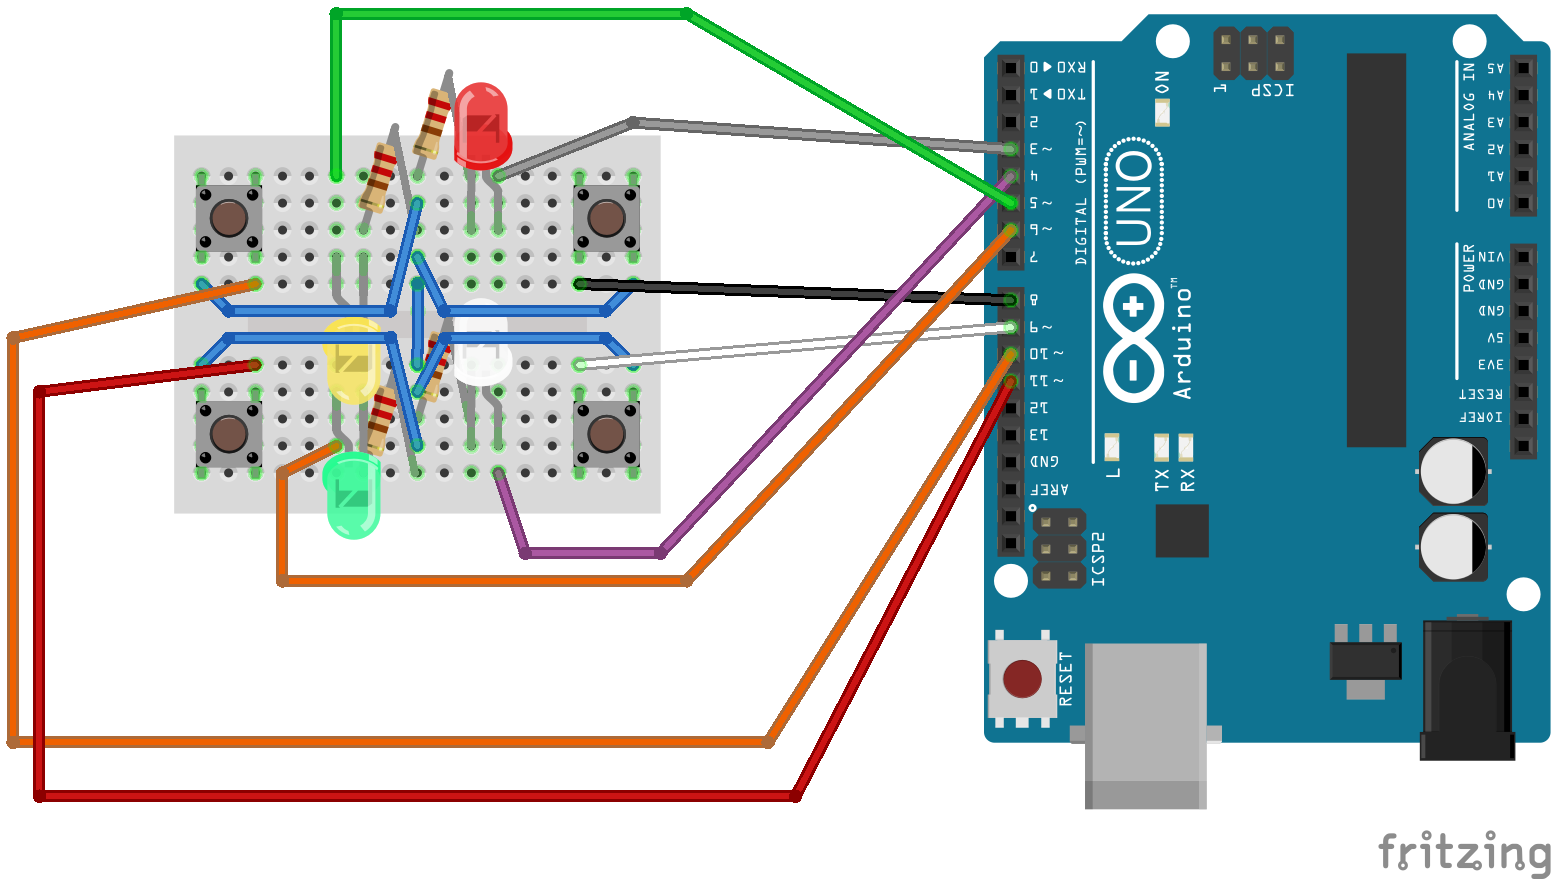 0 ◄ RX0
1 ◄ TX0
2
3 ~
4
5 ~
6 ~
7
8
9 ~
10 ~
11 ~
12
13
GND
AREF
DIGITAL (PWM=~)
ON
1
ICSP
UNO
Arduino™
L
TX
RX
ICSP2
RESET
ANALOG IN
A5
A4
A3
A2
A1
A0
POWER
VIN
GND
GND
5V
3V3
RESET
IOREF
fritzing